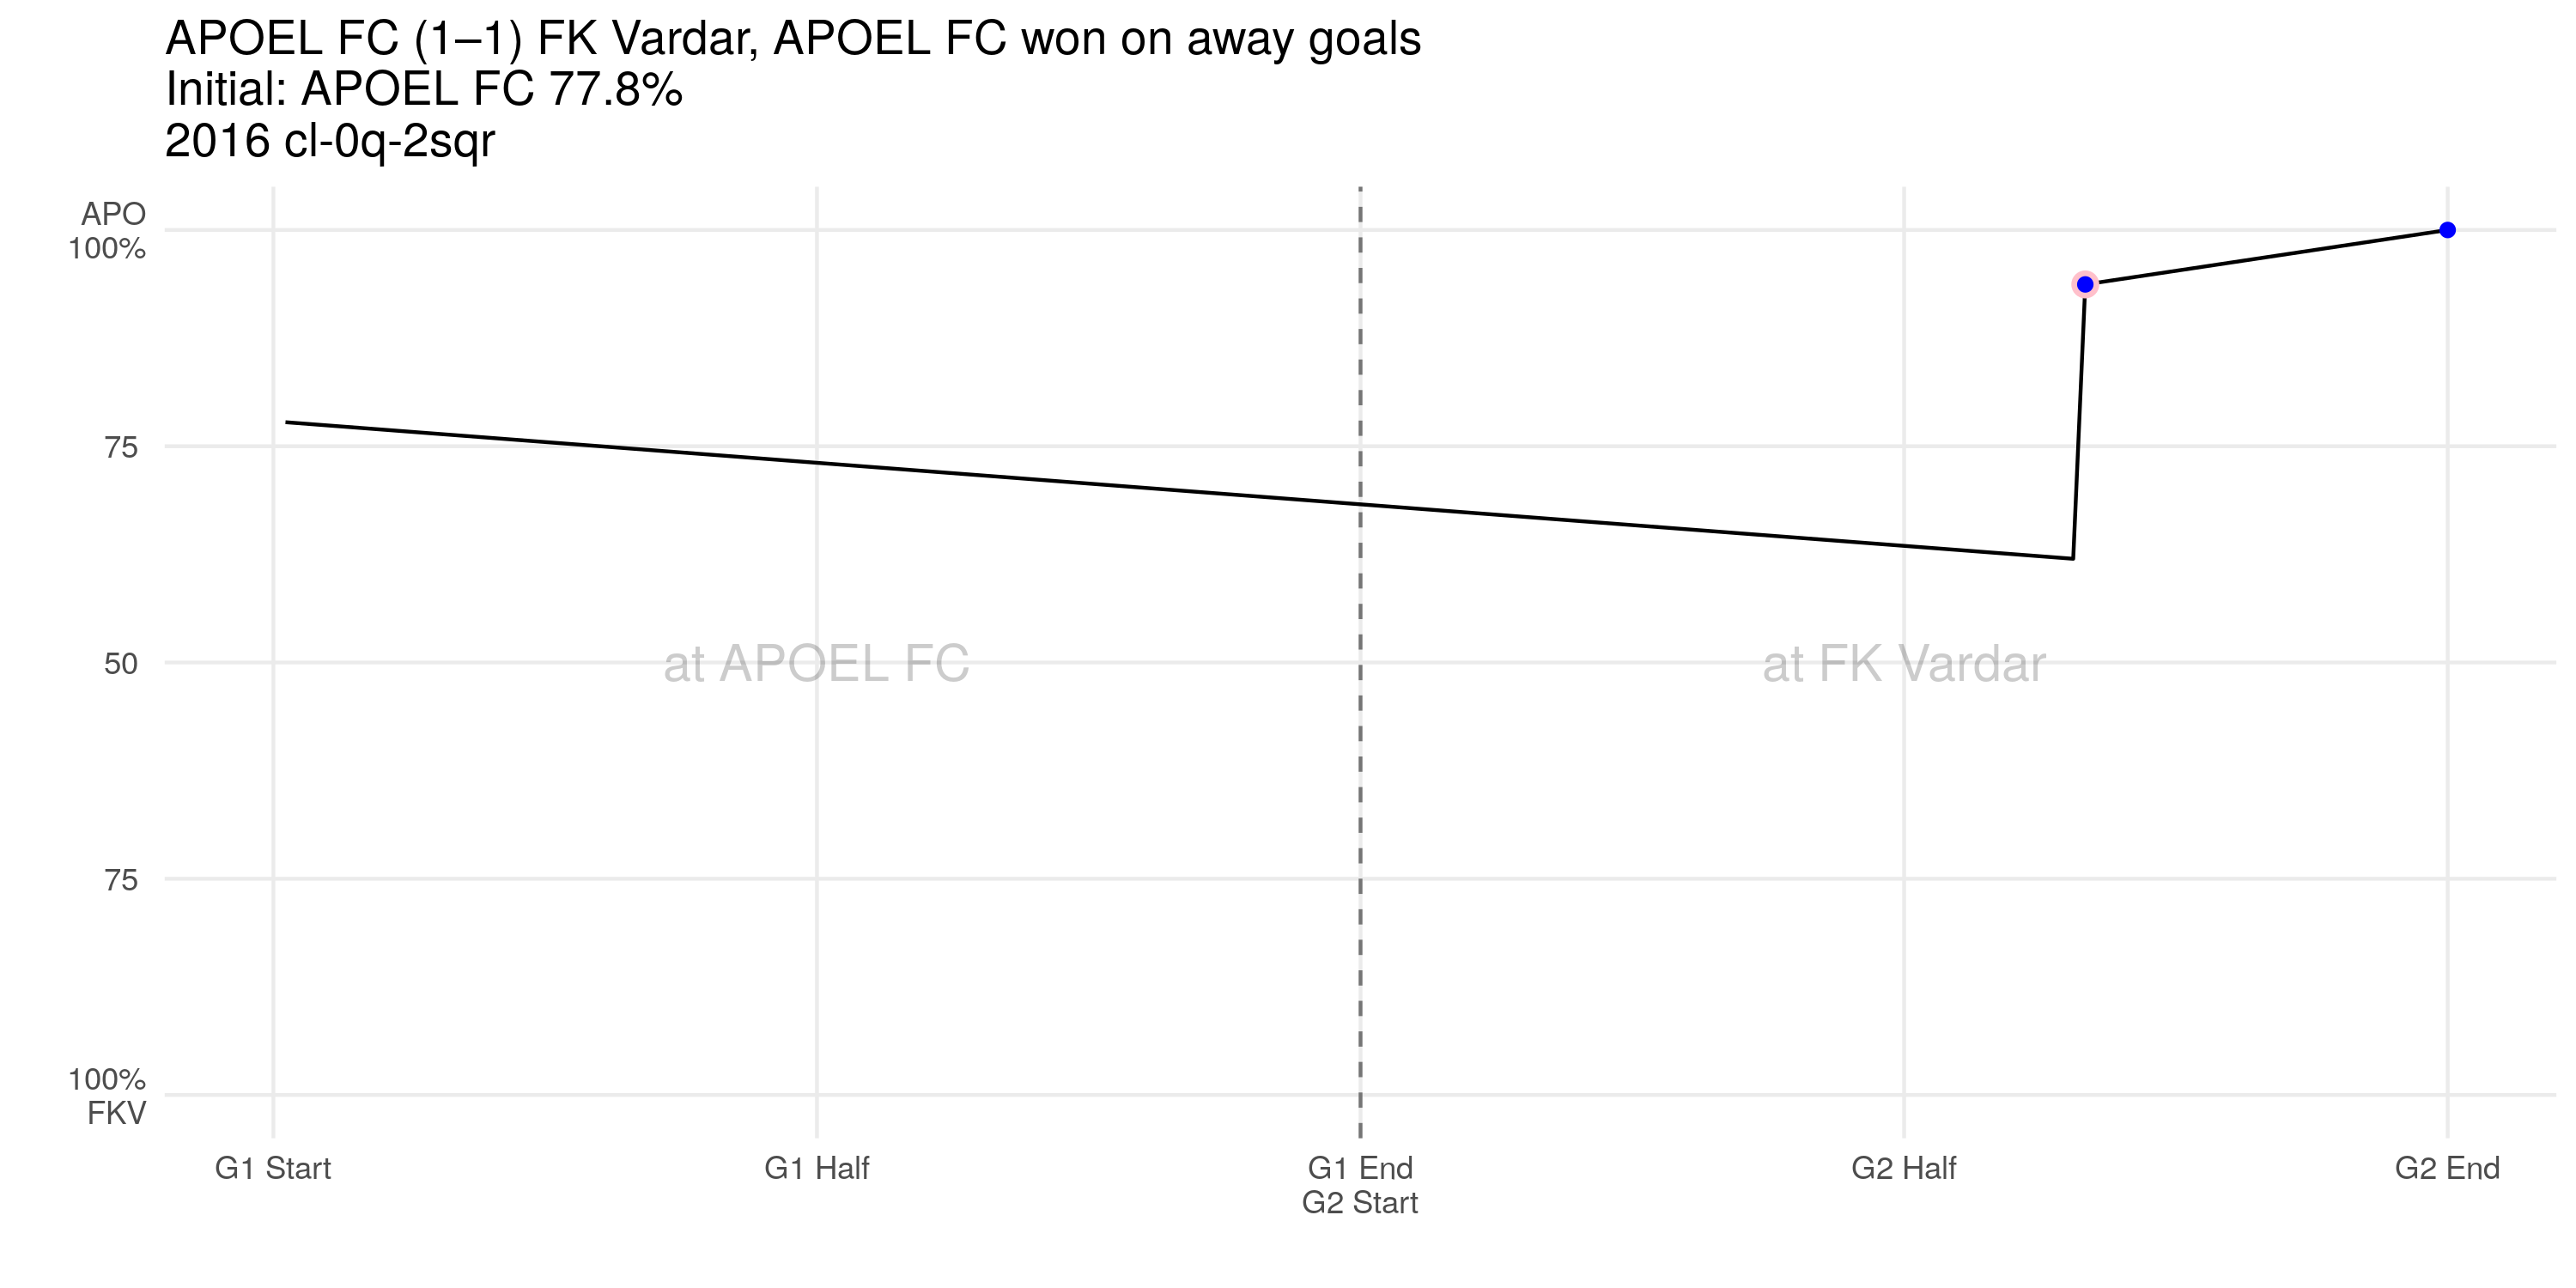 APOEL FC (1–1) FK Vardar, APOEL FC won on away goals
Initial: APOEL FC 77.8%
2016 cl-0q-2sqr
APO
100%
75
50
at APOEL FC
at FK Vardar
75
100%
FKV
G1 Start
G1 Half
G1 End
G2 Start
G2 Half
G2 End